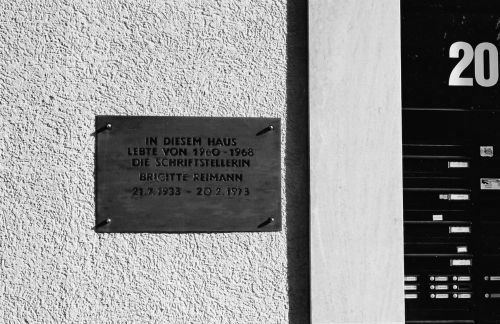 IN DIESEM HAUS
LEBTE VON 1960-1968
DIE SCHRIFTSTELLERIN
BRIGITTE REIMANN
21.7.1933 - 20.2.1973
20